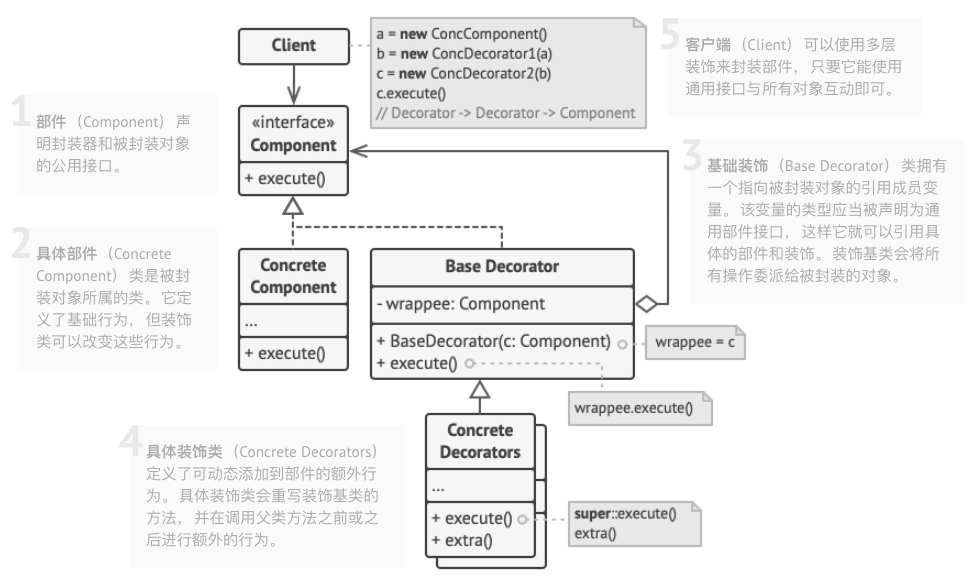 Client
a = new ConcComponent()
b = new ConcDecorator1(a)
c = new ConcDecorator2(b)
c.execute()
// Decorator -> Decorator -> Component
5
客户端（Client） 可以使用多层
装饰来封装部件， 只要它能使用
通用接口与所有对象互动即可。
1
部件 （Component） 声
明封装器和被封装对象
的公用接口。
«interface»
Component
+ execute()
3
基础装饰 （Base Decorator） 类拥有
一个指向被封装对象的引用成员变
量。 该变量的类型应当被声明为通
用部件接口， 这样它就可以引用具
体的部件和装饰。 装饰基类会将所
有操作委派给被封装的对象。
2
具体部件 （Concrete
Component） 类是被封
装对象所属的类。 它定
义了基础行为， 但装饰
类可以改变这些行为。
Concrete
Component
...
+ execute()
Base Decorator
- wrappee: Component
+ BaseDecorator(c: Component)
+ execute()
wrappee = c
wrappee.execute()
4
具体装饰类 （Concrete Decorators）
定义了可动态添加到部件的额外行
为。 具体装饰类会重写装饰基类的
方法， 并在调用父类方法之前或之
后进行额外的行为。
Concrete
Decorators
...
+ execute()
+ extra()
super::execute()
extra()